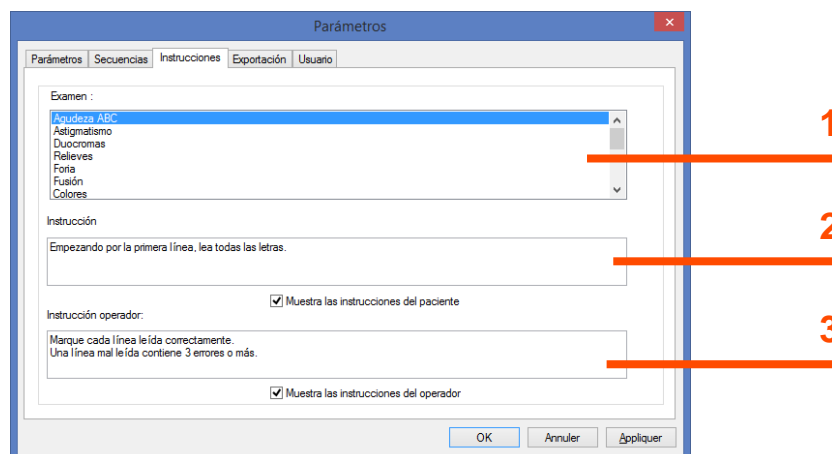 Parámetros
Parámetros Secuencias Instrucciones Exportación Usuario
Examen :
Agudeza ABC
Astigmatismo
Duocromas
Relieves
Foria
Fusión
Colores
1
Instrucción
2
Empezando por la primera línea, lea todas las letras.
Muestra las instrucciones del paciente
Instrucción operador:
3
Marque cada línea leída correctamente.
Una línea mal leída contiene 3 errores o más.
Muestra las instrucciones del operador
OK Annuler Appliquer